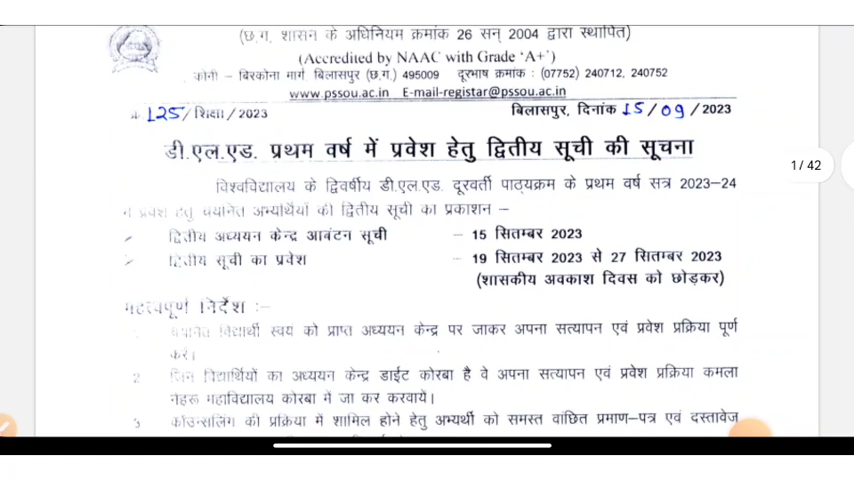 (छ.ग. शासन के अधिनियम क्रमांक 26 सन् 2004 द्वारा स्थापित)
(Accredited by NAAC with Grade 'A+')
कोनी – बिरकोना मार्ग बिलासपुर (छ.ग.) 495009 दूरभाष क्रमांक : (07752) 240712, 240752
www.pssou.ac.in E-mail-registar@pssou.ac.in
क्र. 125/शिक्षा/2023 बिलासपुर, दिनांक 15/09/2023
डी.एल.एड. प्रथम वर्ष में प्रवेश हेतु द्वितीय सूची की सूचना
1/42
विश्वविद्यालय के द्विवर्षीय डी.एल.एड. दूरवर्ती पाठ्यक्रम के प्रथम वर्ष सत्र 2023–24
में प्रवेश हेतु चयनित अभ्यर्थियों की द्वितीय सूची का प्रकाशन –
द्वितीय अध्ययन केन्द्र आबंटन सूची – 15 सितम्बर 2023
द्वितीय सूची का प्रवेश – 19 सितम्बर 2023 से 27 सितम्बर 2023
(शासकीय अवकाश दिवस को छोड़कर)
महत्वपूर्ण निर्देश :–
1 चयनित विद्यार्थी स्वयं को प्राप्त अध्ययन केन्द्र पर जाकर अपना सत्यापन एवं प्रवेश प्रक्रिया पूर्ण
करें।
2 जिन विद्यार्थियों का अध्ययन केन्द्र डाईट कोरबा है वे अपना सत्यापन एवं प्रवेश प्रक्रिया कमला
नेहरू महाविद्यालय कोरबा में जा कर करवायें।
3 कॉउन्सलिंग की प्रक्रिया में शामिल होने हेतु अभ्यर्थी को समस्त वांछित प्रमाण–पत्र एवं दस्तावेज